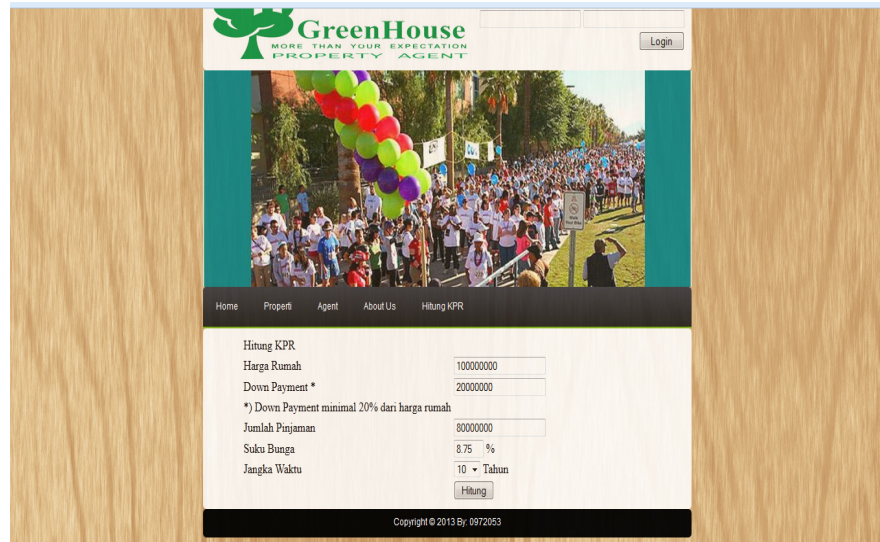 GreenHouse
MORE THAN YOUR EXPECTATION
PROPERTY AGENT
Login
Home Properti Agent About Us Hitung KPR
Hitung KPR
Harga Rumah 100000000
Down Payment * 20000000
*) Down Payment minimal 20% dari harga rumah
Jumlah Pinjaman 80000000
Suku Bunga 8.75 %
Jangka Waktu 10 Tahun
Hitung
Copyright © 2013 By: 0972053